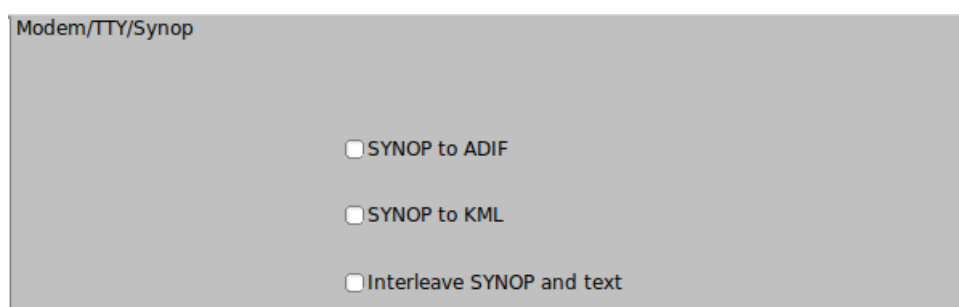 Modem/TTY/Synop
SYNOP to ADIF
SYNOP to KML
Interleave SYNOP and text